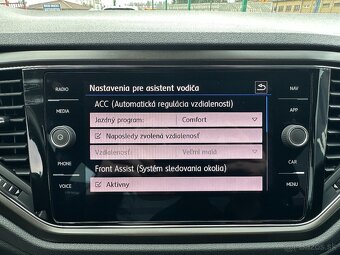 Nastavenia pre asistent vodiča
RADIO
NAV
ACC (Automatická regulácia vzdialenosti)
MEDIA
Jazdný program: Comfort
APP
Naposledy zvolená vzdialenosť
Vzdialenosť: Veľmi malá
PHONE
CAR
Front Assist (Systém sledovania okolia)
VOICE
Aktívny
MENU